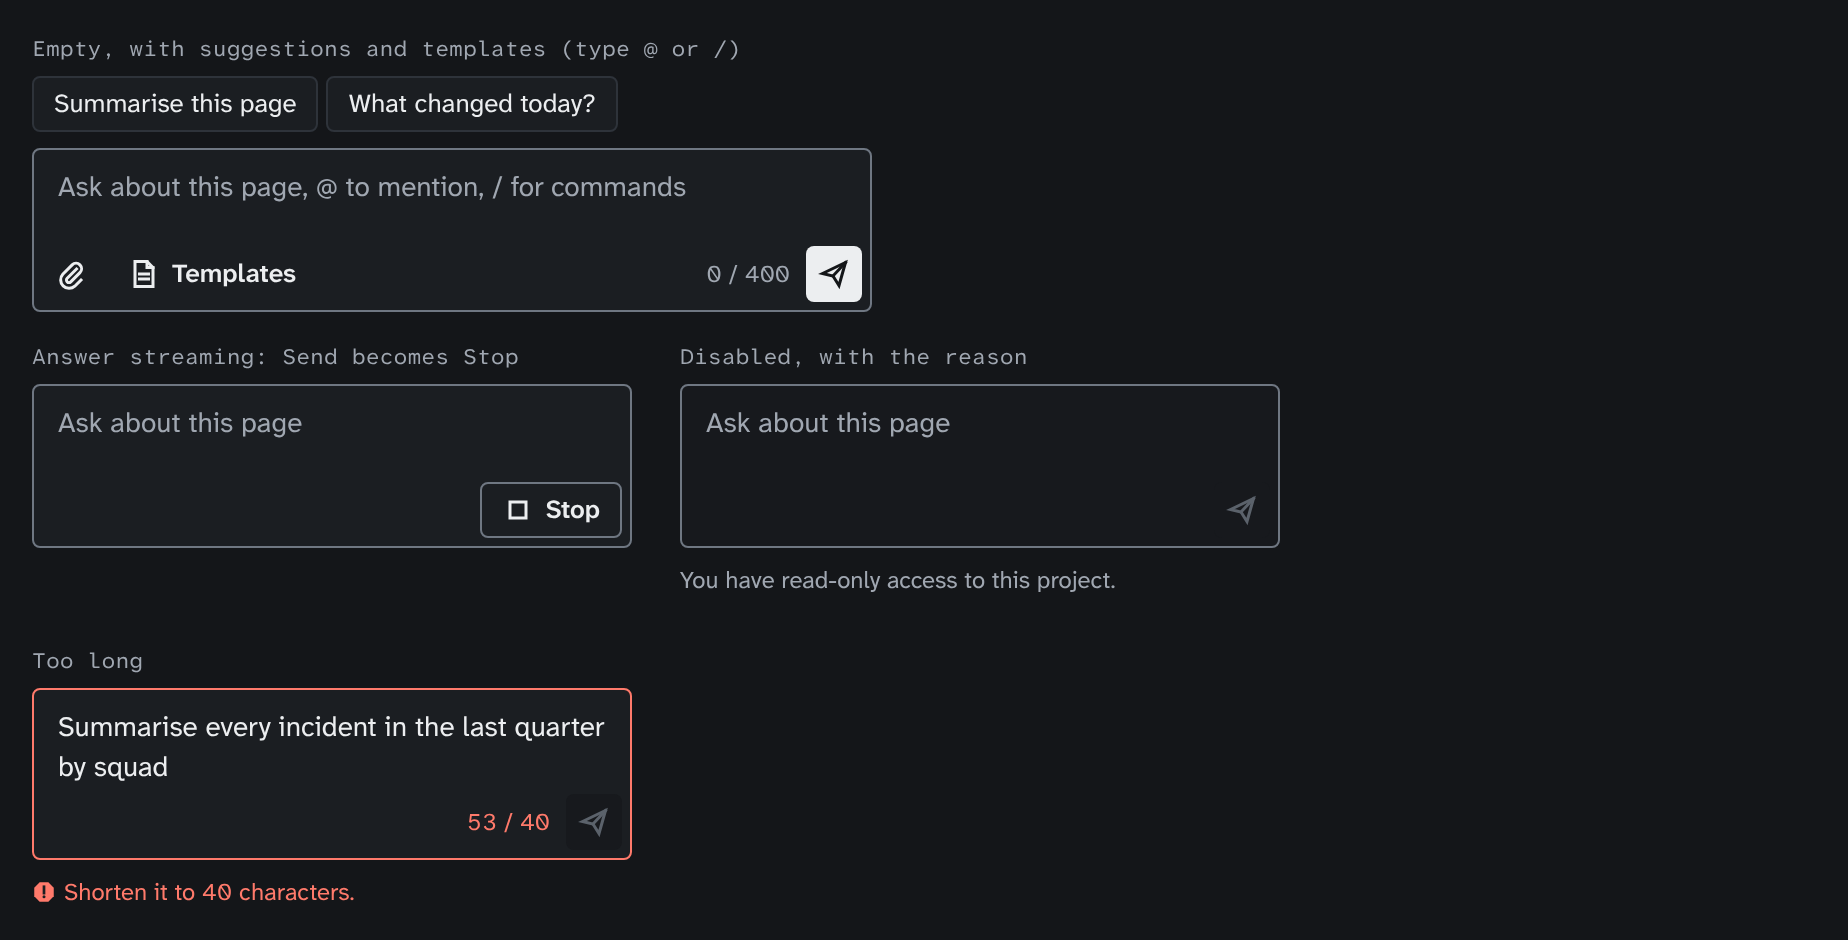 Empty, with suggestions and templates (type @ or /)
Summarise this page
What changed today?
Ask about this page, @ to mention, / for commands
Templates
0 / 400
Answer streaming: Send becomes Stop
Ask about this page
Stop
Disabled, with the reason
Ask about this page
You have read-only access to this project.
Too long
Summarise every incident in the last quarter
by squad
53 / 40
Shorten it to 40 characters.